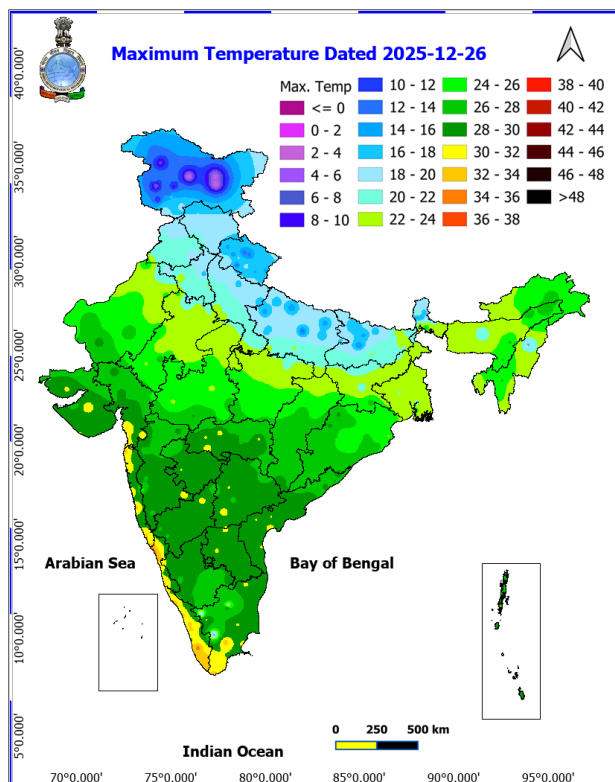 Maximum Temperature Dated 2025-12-26
Max. Temp
<= 0
0 - 2
2 - 4
4 - 6
6 - 8
8 - 10
10 - 12
12 - 14
14 - 16
16 - 18
18 - 20
20 - 22
22 - 24
24 - 26
26 - 28
28 - 30
30 - 32
32 - 34
34 - 36
36 - 38
38 - 40
40 - 42
42 - 44
44 - 46
46 - 48
>48
40°0.000'
35°0.000'
30°0.000'
25°0.000'
20°0.000'
15°0.000'
10°0.000'
5°0.000'
Arabian Sea
Bay of Bengal
0 250 500 km
Indian Ocean
70°0.000' 75°0.000' 80°0.000' 85°0.000' 90°0.000' 95°0.000'